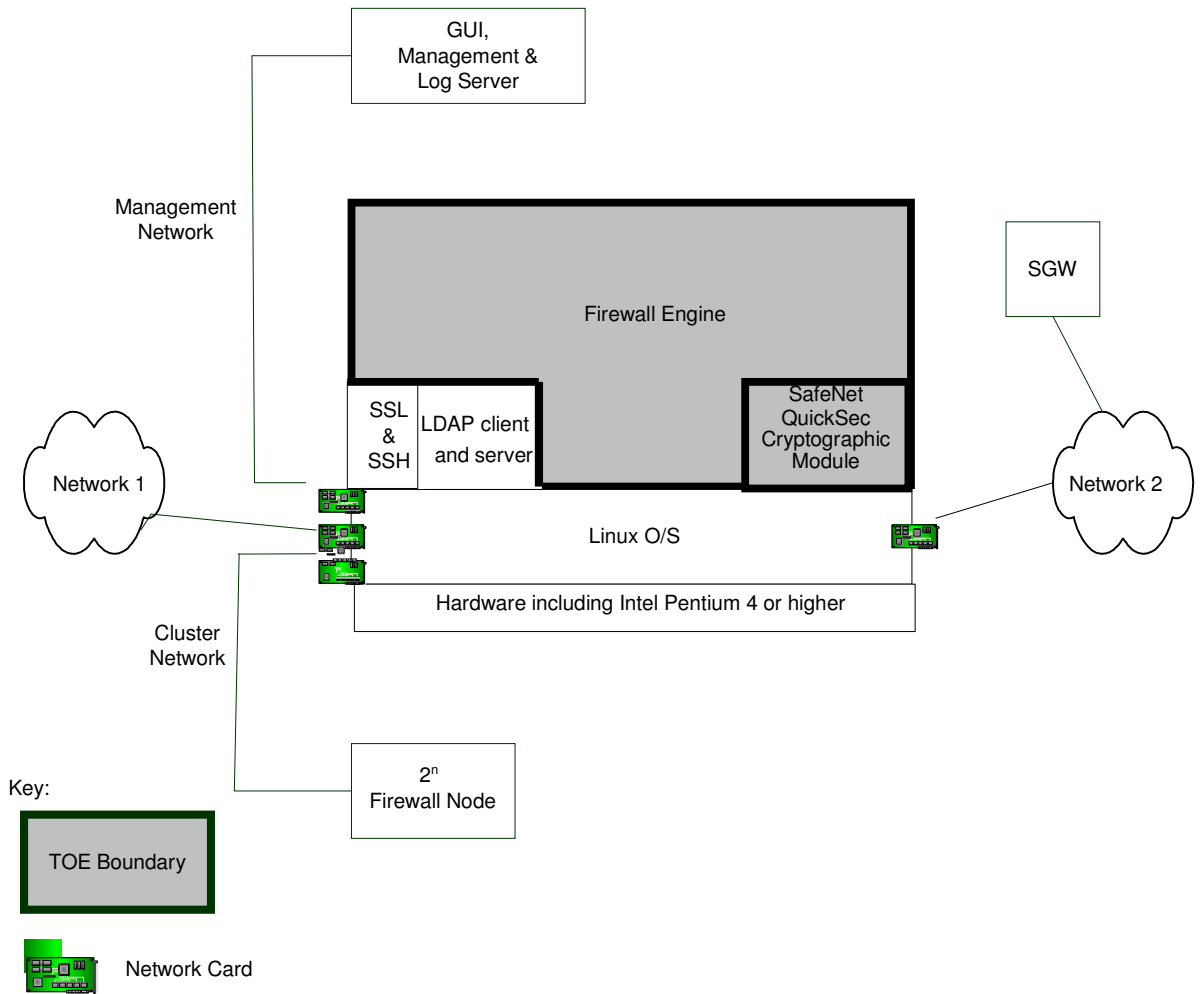 GUI,
Management &
Log Server
Management
Network
Firewall Engine
SGW
SSL
&
SSH
LDAP client
and server
SafeNet
QuickSec
Cryptographic
Module
Network 1
Network 2
Linux O/S
Hardware including Intel Pentium 4 or higher
Cluster
Network
2ⁿ
Firewall Node
Key:
TOE Boundary
Network Card